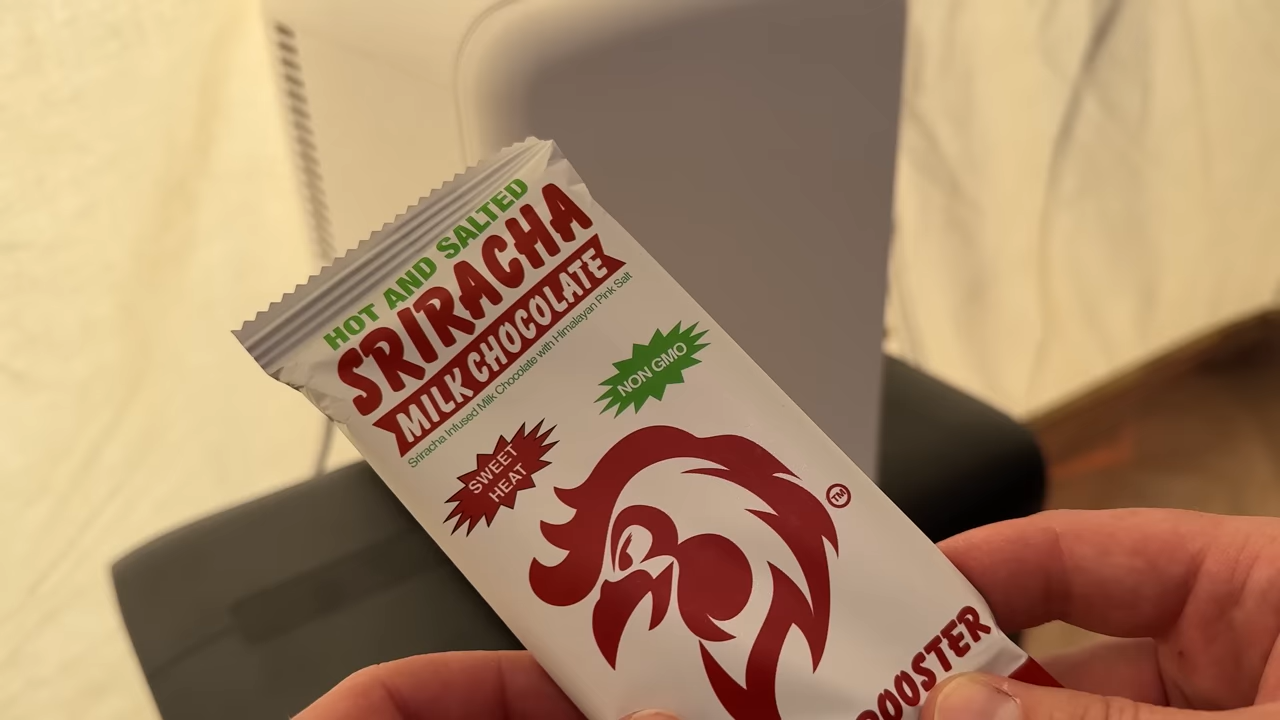 HOT AND SALTED
SRIRACHA
MILK CHOCOLATE
Sriracha Infused Milk Chocolate with Himalayan Pink Salt
NON GMO
SWEET
HEAT
TM
ROOSTER